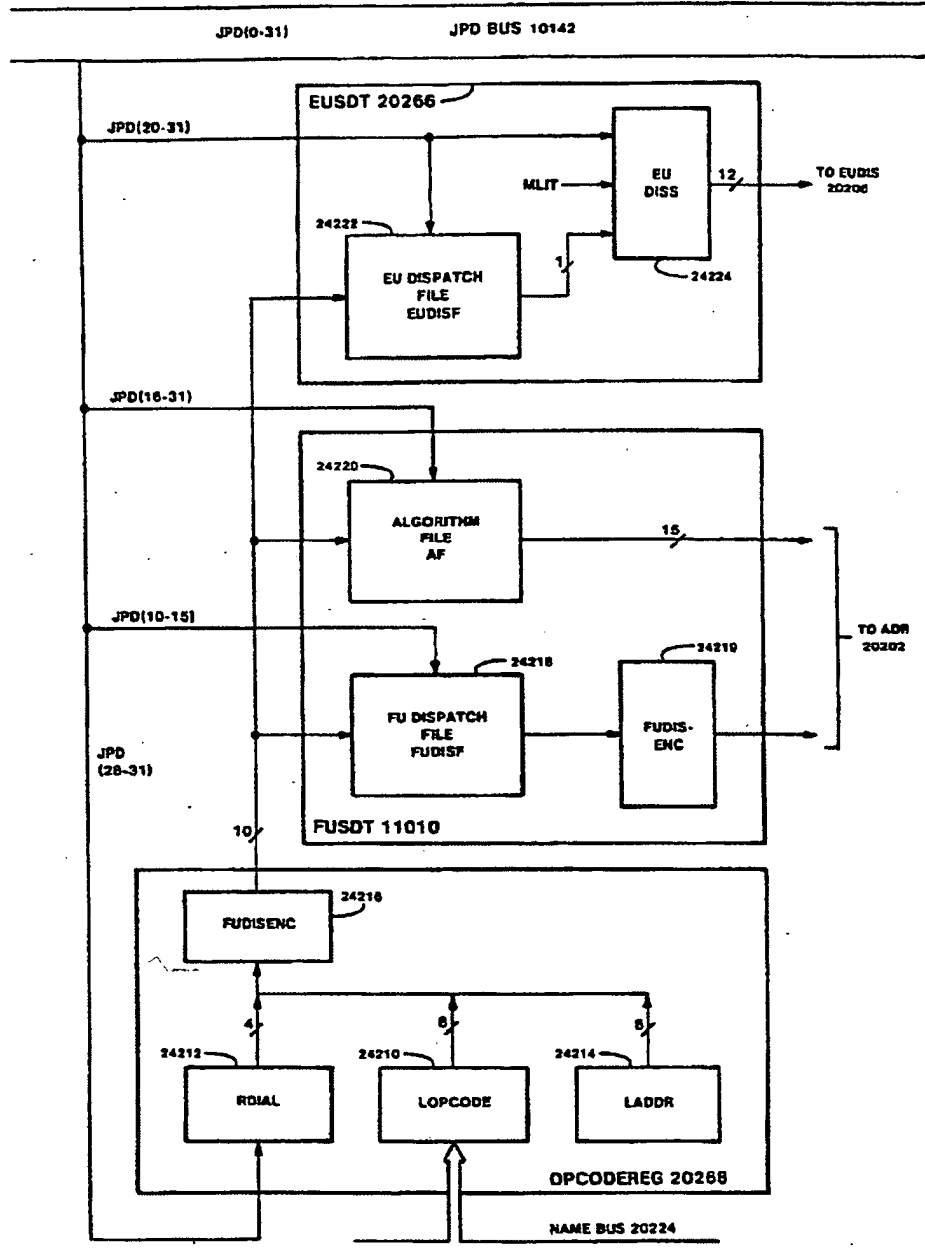 JPD(0-31) JPD BUS 10142
EUSDT 20266
JPD(20-31)
MLIT
EU
DISS
12
TO EUDIS
20206
24222
24224
EU DISPATCH
FILE
EUDISF
1
JPD(16-31)
24220
ALGORITHM
FILE
AF
15
JPD(10-15)
24218
24219
TO ADR
20202
FU DISPATCH
FILE
FUDISF
FUDIS-
ENC
JPD
(28-31)
10
FUSDT 11010
24216
FUDISENC
4
8
24212
24210
24214
RDIAL
LOPCODE
LADDR
OPCODEREG 20268
NAME BUS 20224